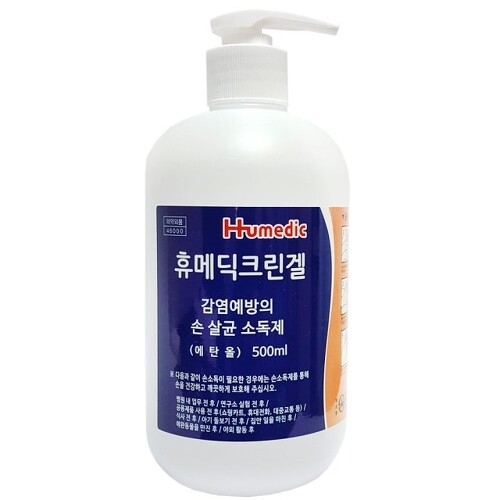 의약외품
46000
Humedic
휴메딕크린겔
감염예방의
손 살균 소독제
(에 탄 올) 500ml
※ 다음과 같이 손소독이 필요한 경우에는 손소독제를 통해
손을 건강하고 깨끗하게 보호해 주십시오.
병원 내 업무 전 후 / 연구소 실험 전 후 /
공용제품 사용 전 후 (쇼핑카트, 휴대전화, 대중교통 등) /
식사 전 후 / 아기 돌보기 전 후 / 집안 일을 마친 후 /
애완동물을 만진 후 / 야외 활동 후